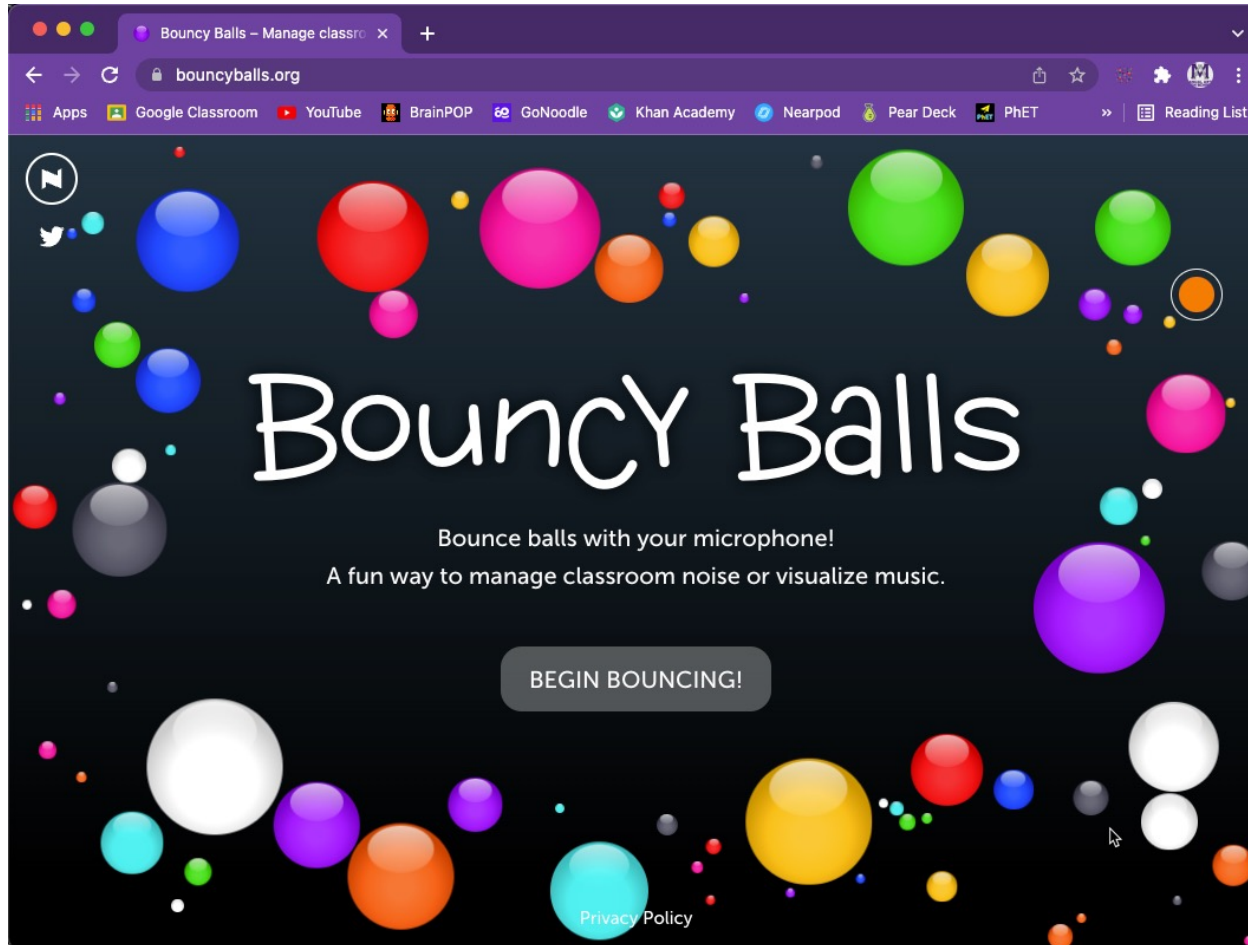 Bouncy Balls – Manage classro
bouncyballs.org
Apps Google Classroom YouTube BrainPOP GoNoodle Khan Academy Nearpod Pear Deck PhET » Reading List
Bouncy Balls
Bounce balls with your microphone!
A fun way to manage classroom noise or visualize music.
BEGIN BOUNCING!
Privacy Policy